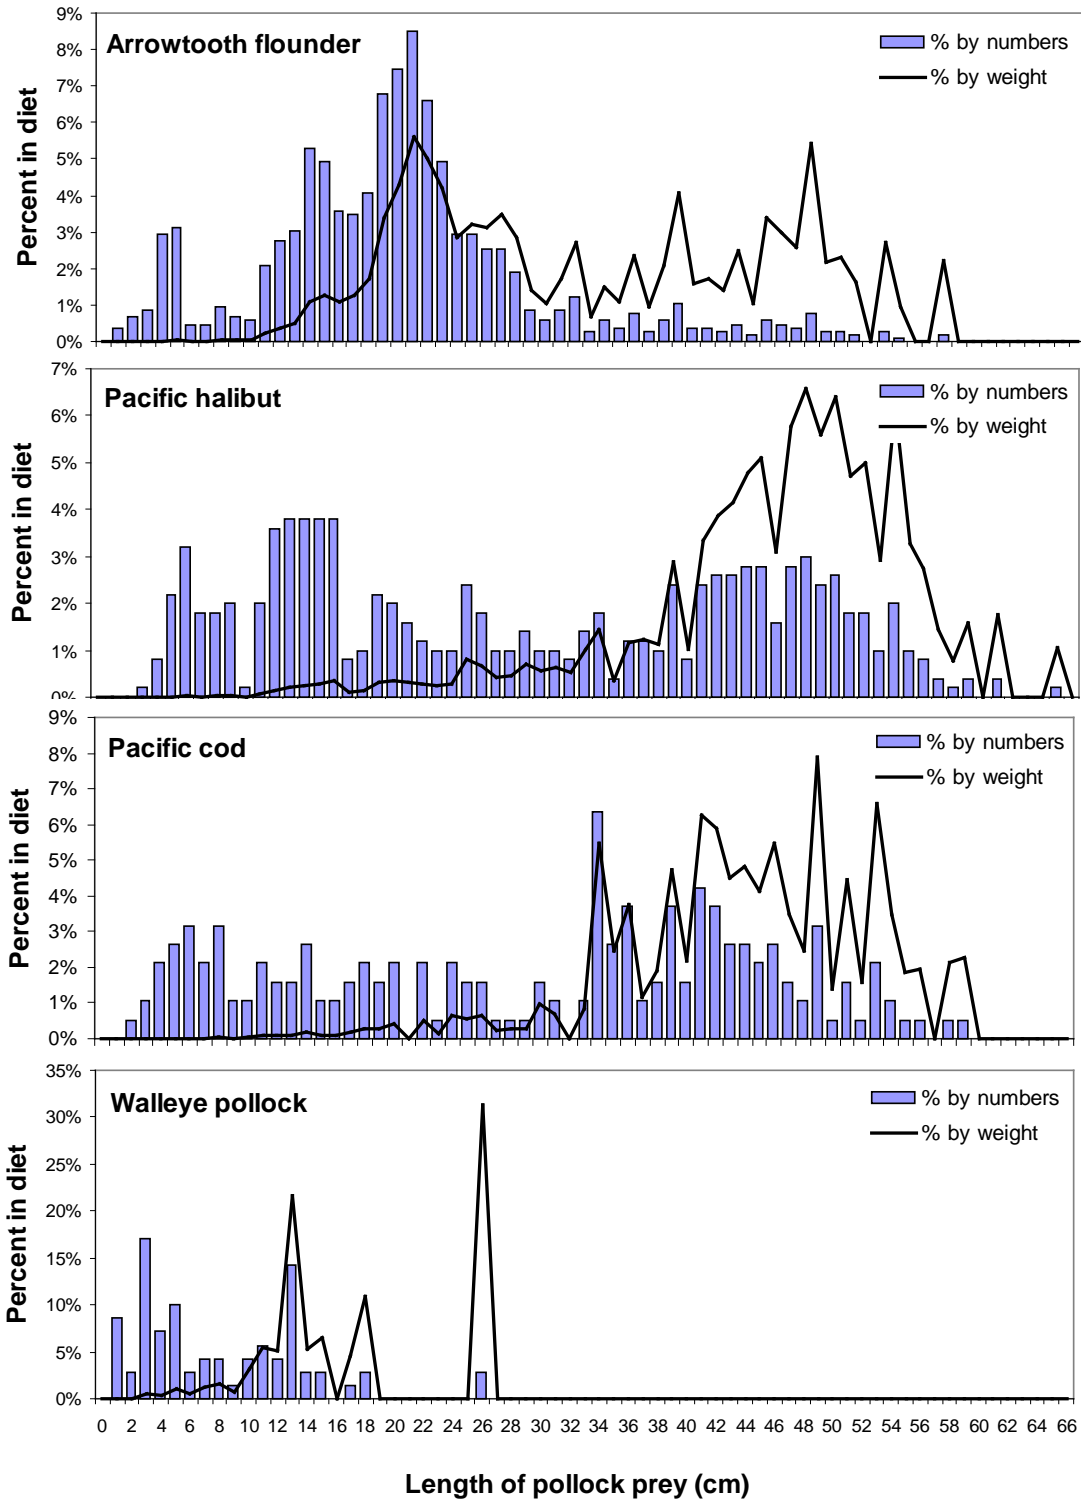 Arrowtooth flounder
% by numbers
% by weight
Percent in diet
9%
8%
7%
6%
5%
4%
3%
2%
1%
0%
Pacific halibut
% by numbers
% by weight
Percent in diet
7%
6%
5%
4%
3%
2%
1%
0%
Pacific cod
% by numbers
% by weight
Percent in diet
9%
8%
7%
6%
5%
4%
3%
2%
1%
0%
Walleye pollock
% by numbers
% by weight
Percent in diet
35%
30%
25%
20%
15%
10%
5%
0%
0 2 4 6 8 10 12 14 16 18 20 22 24 26 28 30 32 34 36 38 40 42 44 46 48 50 52 54 56 58 60 62 64 66
Length of pollock prey (cm)